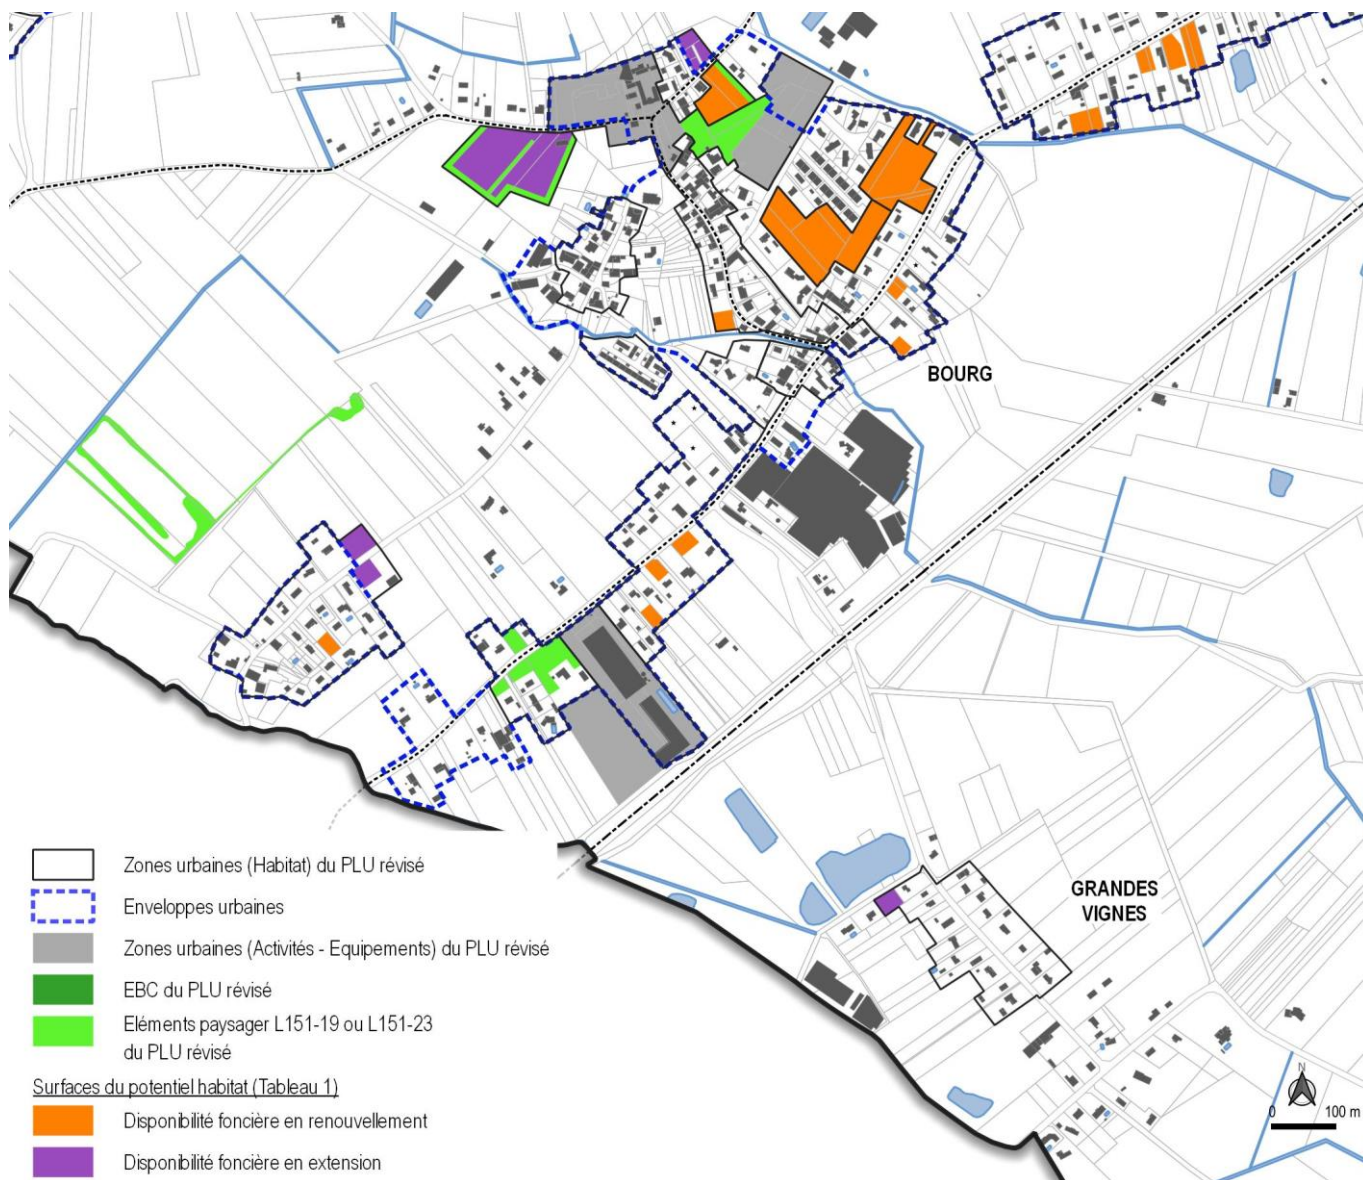 BOURG
GRANDES
VIGNES
Zones urbaines (Habitat) du PLU révisé
Enveloppes urbaines
Zones urbaines (Activités - Equipements) du PLU révisé
EBC du PLU révisé
Eléments paysager L151-19 ou L151-23
du PLU révisé
Surfaces du potentiel habitat (Tableau 1)
Disponibilité foncière en renouvellement
Disponibilité foncière en extension
N
0 100 m